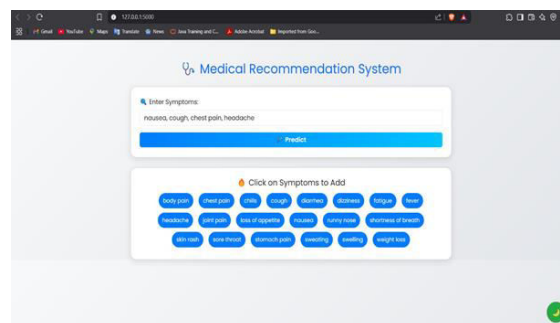 127.0.0.1:5000
Gmail YouTube Maps Translate News Java Training and C... Adobe Acrobat Imported From Goo...
Medical Recommendation System
Enter Symptoms:
nausea, cough, chest pain, headache
Predict
Click on Symptoms to Add
body pain chest pain chills cough diarrhea dizziness fatigue fever
headache joint pain loss of appetite nausea runny nose shortness of breath
skin rash sore throat stomach pain sweating swelling weight loss